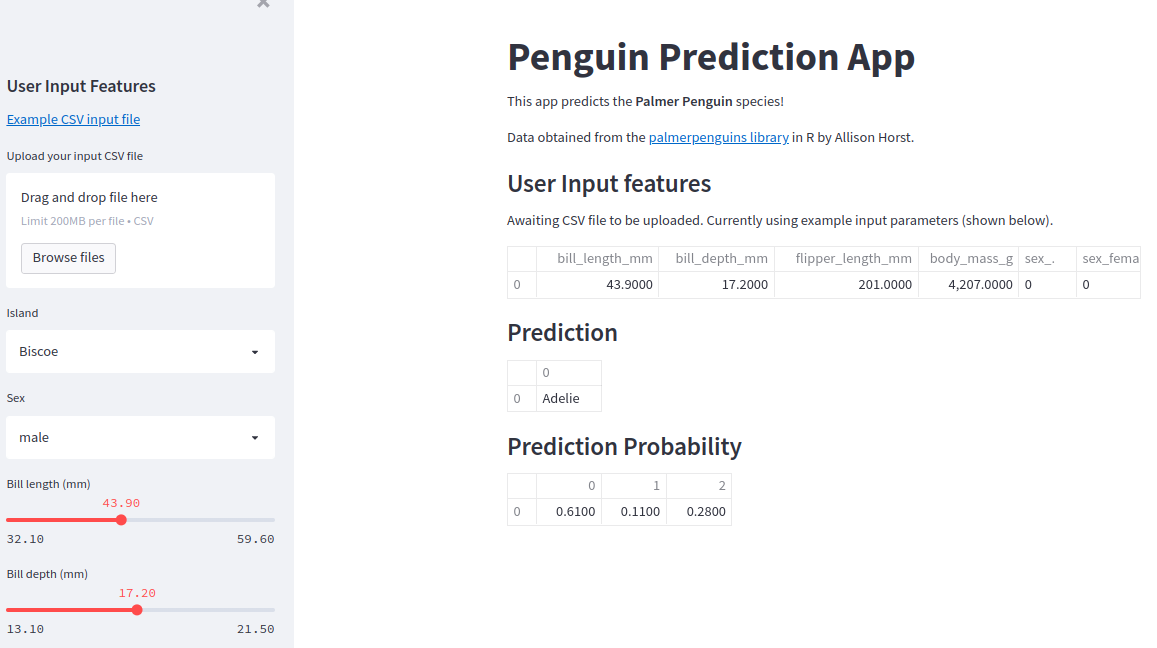 User Input Features
Example CSV input file
Upload your input CSV file
Drag and drop file here
Limit 200MB per file • CSV
Browse files
Island
Biscoe
Sex
male
Bill length (mm)
43.90
32.10 59.60
Bill depth (mm)
17.20
13.10 21.50
Penguin Prediction App
This app predicts the Palmer Penguin species!
Data obtained from the palmerpenguins library in R by Allison Horst.
User Input features
Awaiting CSV file to be uploaded. Currently using example input parameters (shown below).
bill_length_mm bill_depth_mm flipper_length_mm body_mass_g sex_. sex_fema
0 43.9000 17.2000 201.0000 4,207.0000 0 0
Prediction
0
0 Adelie
Prediction Probability
0 1 2
0 0.6100 0.1100 0.2800